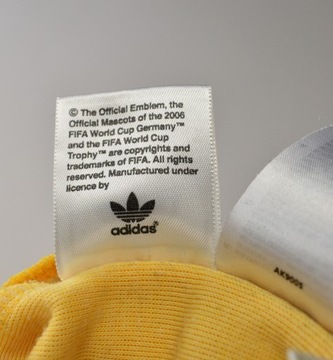 © The Official Emblem, the
Official Mascots of the 2006
FIFA World Cup Germany™
and the FIFA World Cup
Trophy™ are copyrights and
trademarks of FIFA. All rights
reserved. Manufactured under
licence by
adidas®